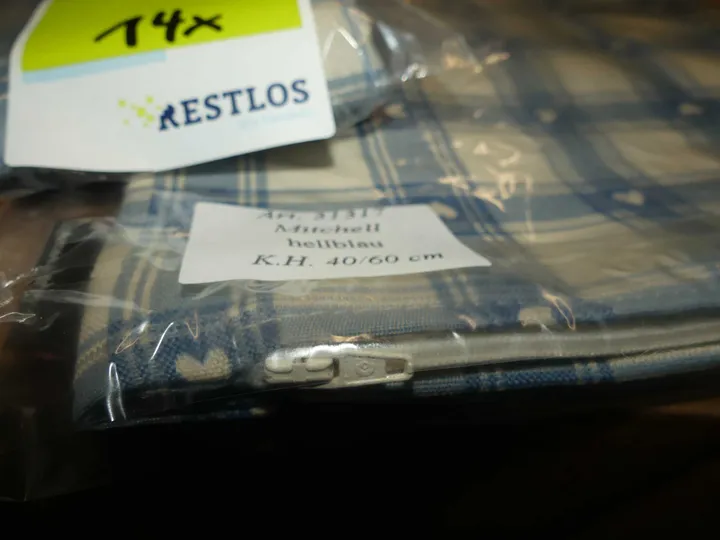 14x
RESTLOS
Art. 31317
Mitchell
hellblau
K.H. 40/60 cm